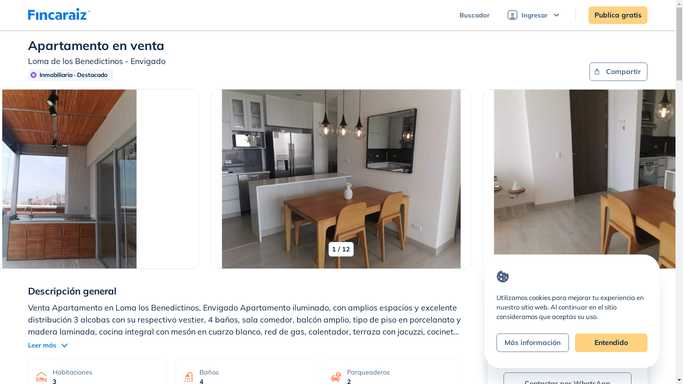 Fincaraiz
Buscador
Ingresar
Publica gratis
Apartamento en venta
Loma de los Benedictinos - Envigado
Inmobiliaria · Destacado
Compartir
1 / 12
Descripción general
Venta Apartamento en Loma los Benedictinos, Envigado Apartamento iluminado, con amplios espacios y excelente
distribución 3 alcobas con su respectivo vestier, 4 baños, sala comedor, balcón amplio, tipo de piso en porcelanato y
madera laminada, cocina integral con mesón en cuarzo blanco, red de gas, calentador, terraza con jacuzzi, cocinet...
Leer más
Habitaciones
3
Baños
4
Parqueaderos
2
Utilizamos cookies para mejorar tu experiencia en
nuestro sitio web. Al continuar en el sitio
consideramos que aceptas su uso.
Más información
Entendido
Contactar por WhatsApp